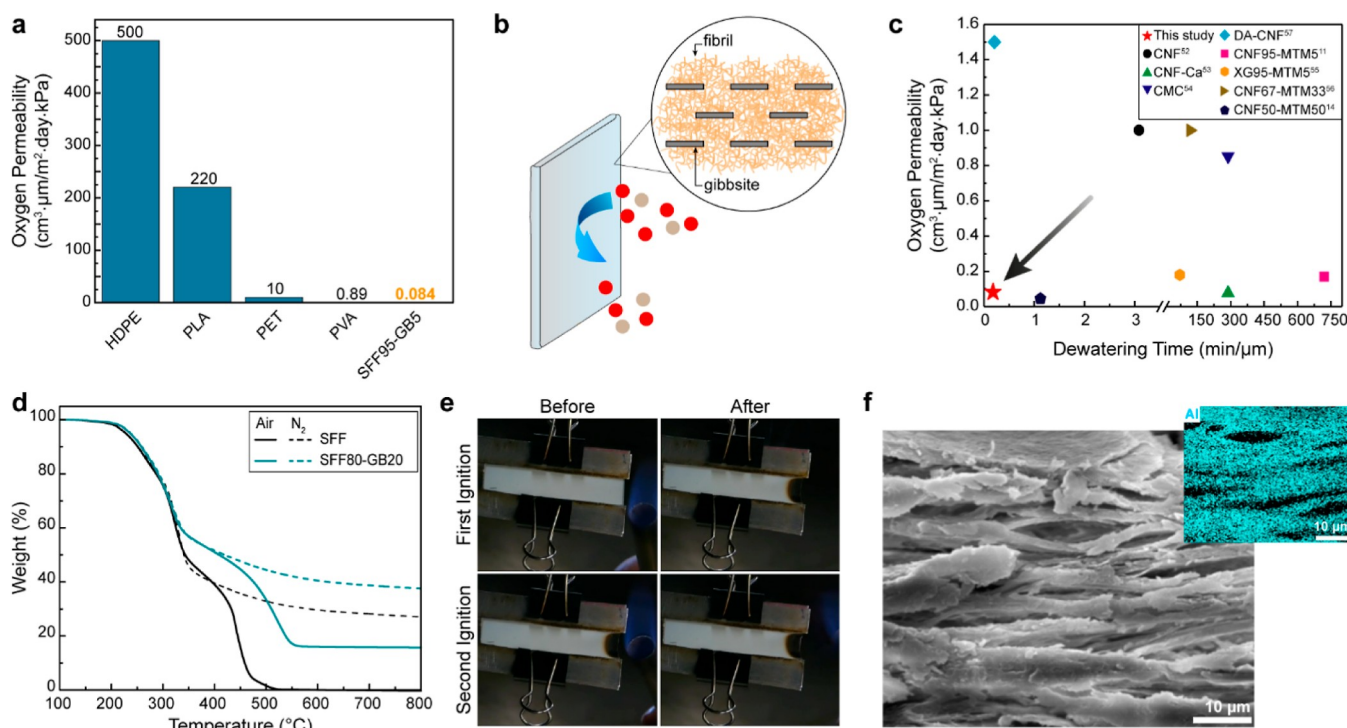 a
Oxygen Permeability
(cm³·µm/m²·day·kPa)
500
400
300
200
100
0
500
220
10
0.89
0.084
HDPE
PLA
PET
PVA
SFF95-GB5
b
fibril
gibbsite
c
Oxygen Permeability
(cm³·µm/m²·day·kPa)
1.6
1.4
1.2
1.0
0.8
0.6
0.4
0.2
0.0
This study
CNF⁵²
CNF-Ca⁵³
CMC⁵⁴
DA-CNF⁵⁷
CNF95-MTM5¹¹
XG95-MTM5⁵⁵
CNF67-MTM33⁵⁶
CNF50-MTM50¹⁴
0 1 2 3 150 300 450 600 750
Dewatering Time (min/µm)
d
Weight (%)
100
80
60
40
20
0
Air N₂
SFF
SFF80-GB20
100 200 300 400 500 600 700 800
Temperature (°C)
e
Before After
First Ignition
Second Ignition
f
Al
10 µm
10 µm